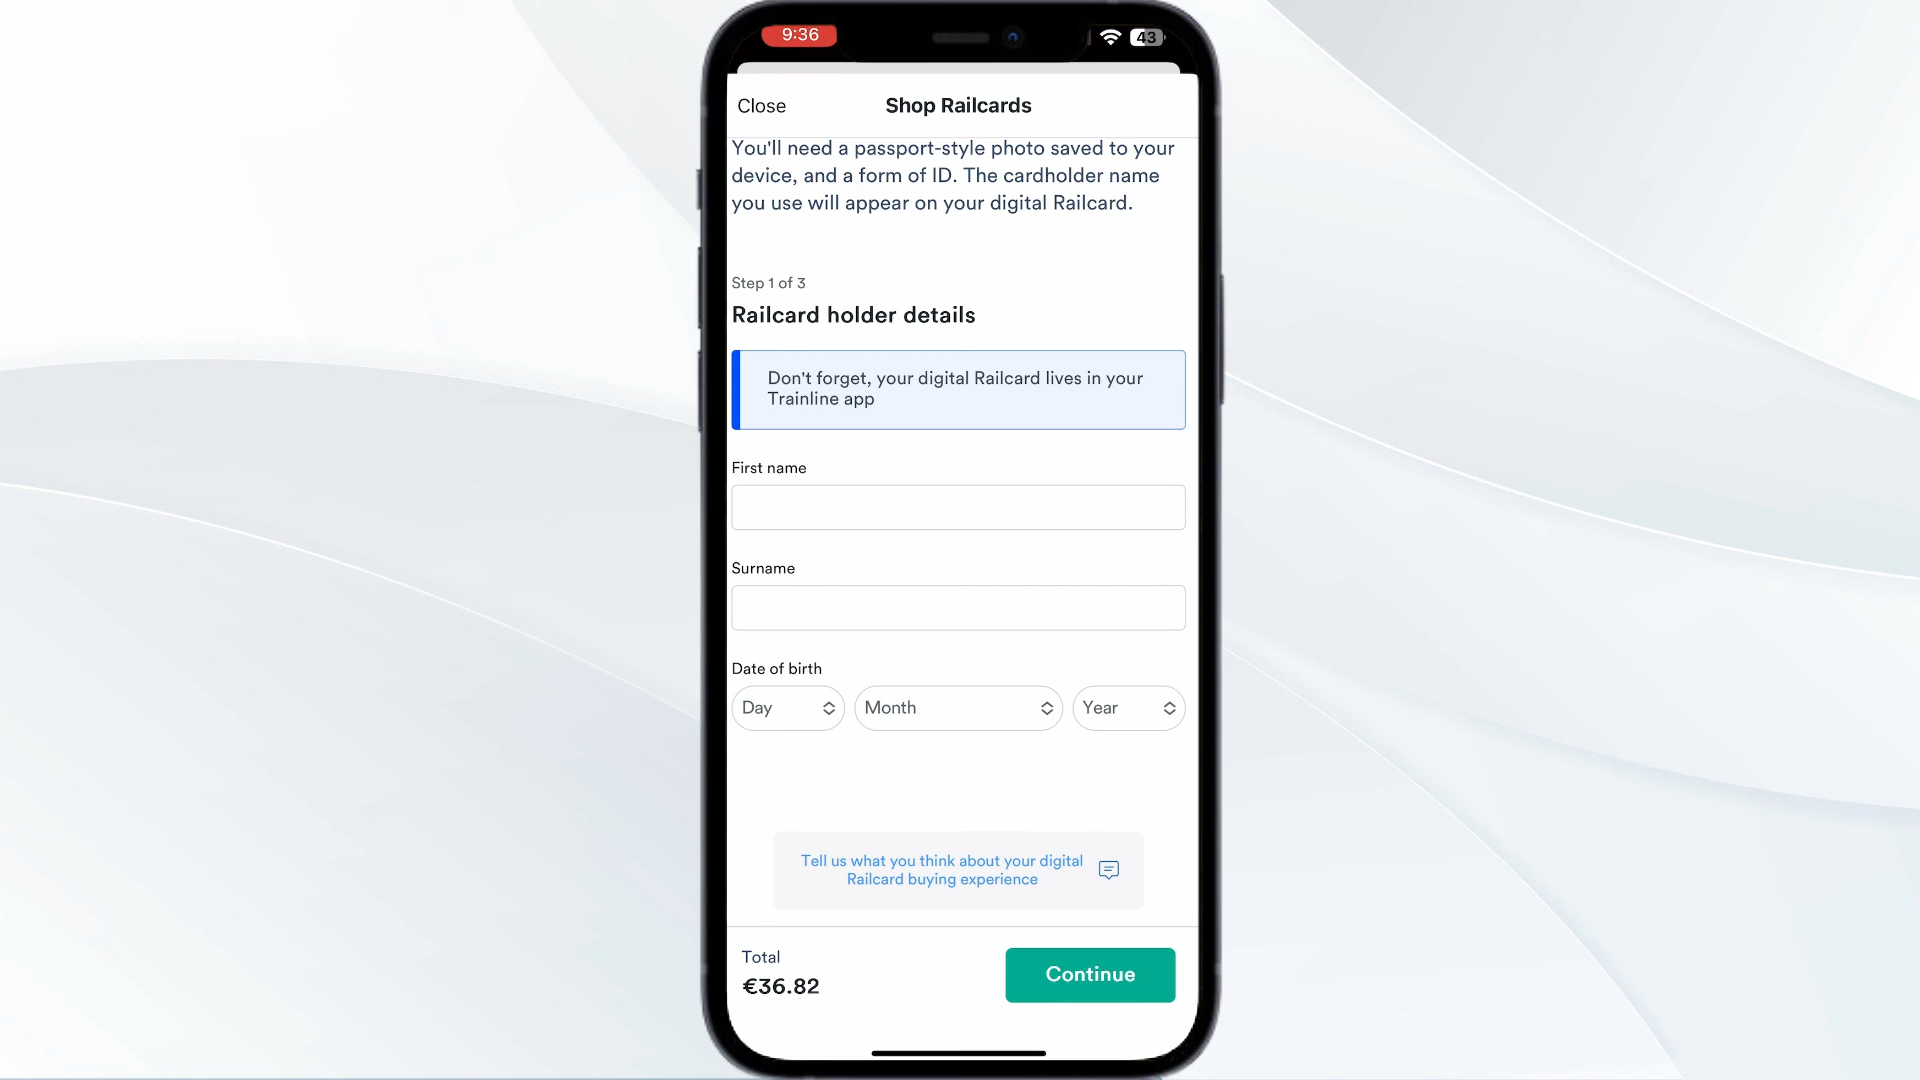 9:36
43
Close
Shop Railcards
You'll need a passport-style photo saved to your
device, and a form of ID. The cardholder name
you use will appear on your digital Railcard.
Step 1 of 3
Railcard holder details
Don't forget, your digital Railcard lives in your
Trainline app
First name
Surname
Date of birth
Day
Month
Year
Tell us what you think about your digital
Railcard buying experience
Total
€36.82
Continue